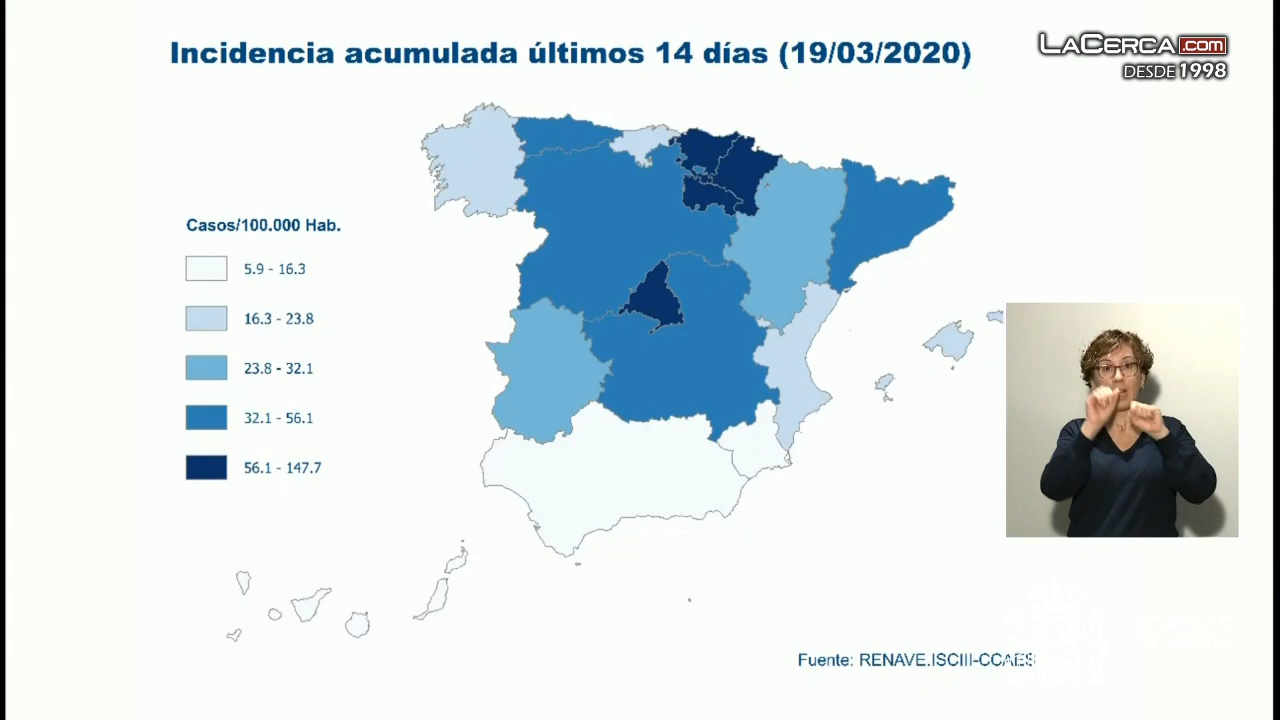 Incidencia acumulada últimos 14 días (19/03/2020)
LACERCA.com
DESDE 1998
Casos/100.000 Hab.
5.9 - 16.3
16.3 - 23.8
23.8 - 32.1
32.1 - 56.1
56.1 - 147.7
Fuente: RENAVE.ISCIII-CCAES